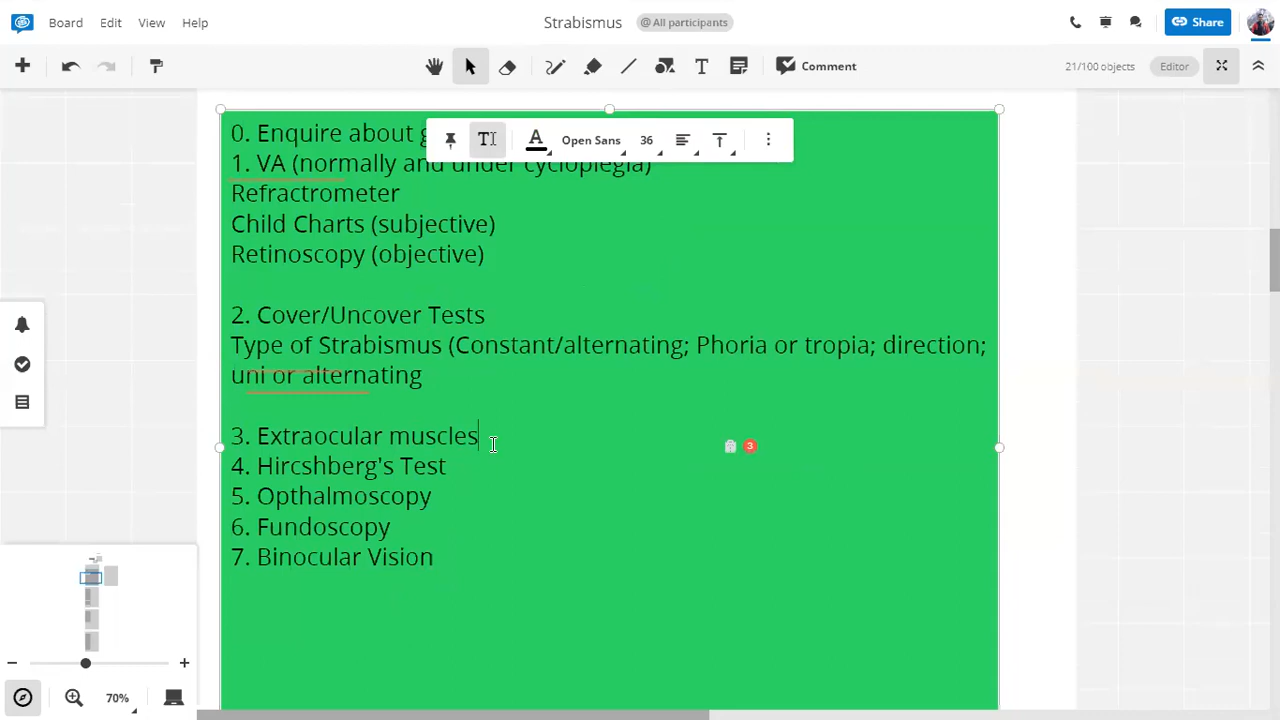 Board Edit View Help
Strabismus
@ All participants
Share
Comment
21/100 objects
Editor
Open Sans
36
0. Enquire about
1. VA (normally and under cycloplegia)
Refractrometer
Child Charts (subjective)
Retinoscopy (objective)
2. Cover/Uncover Tests
Type of Strabismus (Constant/alternating; Phoria or tropia; direction;
uni or alternating
3. Extraocular muscles
4. Hircshberg's Test
5. Opthalmoscopy
6. Fundoscopy
7. Binocular Vision
3
70%